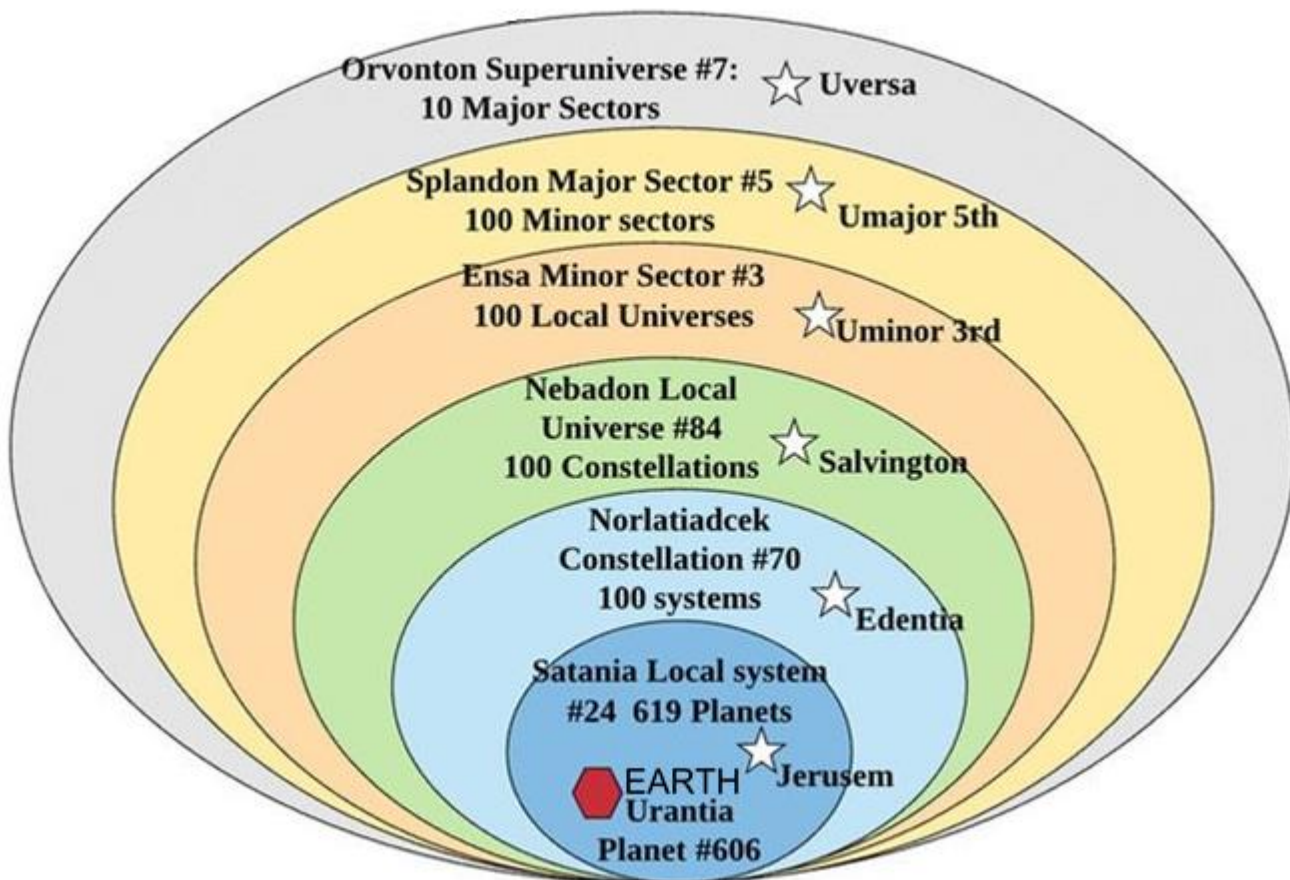 Orvonton Superuniverse #7:
10 Major Sectors
Uversa
Splandon Major Sector #5
100 Minor sectors
Umajor 5th
Ensa Minor Sector #3
100 Local Universes
Uminor 3rd
Nebadon Local
Universe #84
100 Constellations
Salvington
Norlatiadcek
Constellation #70
100 systems
Edentia
Satania Local system
#24 619 Planets
Jerusem
EARTH
Urantia
Planet #606